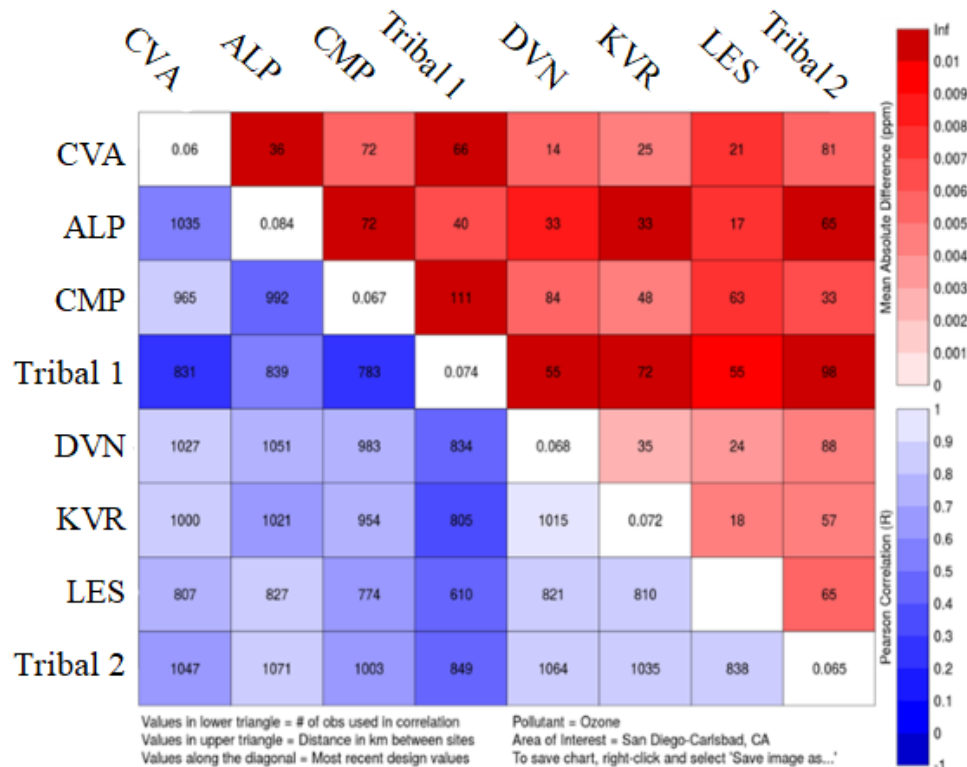 CVA ALP CMP Tribal 1 DVN KVR LES Tribal 2
CVA 0.06 36 72 66 14 25 21 81
ALP 1035 0.084 72 40 33 33 17 65
CMP 965 992 0.067 111 84 48 63 33
Tribal 1 831 839 783 0.074 55 72 55 98
DVN 1027 1051 983 834 0.068 35 24 88
KVR 1000 1021 954 805 1015 0.072 18 57
LES 807 827 774 610 821 810 65
Tribal 2 1047 1071 1003 849 1064 1035 838 0.065
Inf
0.01
0.009
0.008
0.007
0.006
0.005
0.004
0.003
0.002
0.001
0
Mean Absolute Difference (ppm)
1
0.9
0.8
0.7
0.6
0.5
0.4
0.3
0.2
0.1
-1
Pearson Correlation (R)
Values in lower triangle = # of obs used in correlation
Values in upper triangle = Distance in km between sites
Values along the diagonal = Most recent design values
Pollutant = Ozone
Area of Interest = San Diego-Carlsbad, CA
To save chart, right-click and select 'Save image as...'